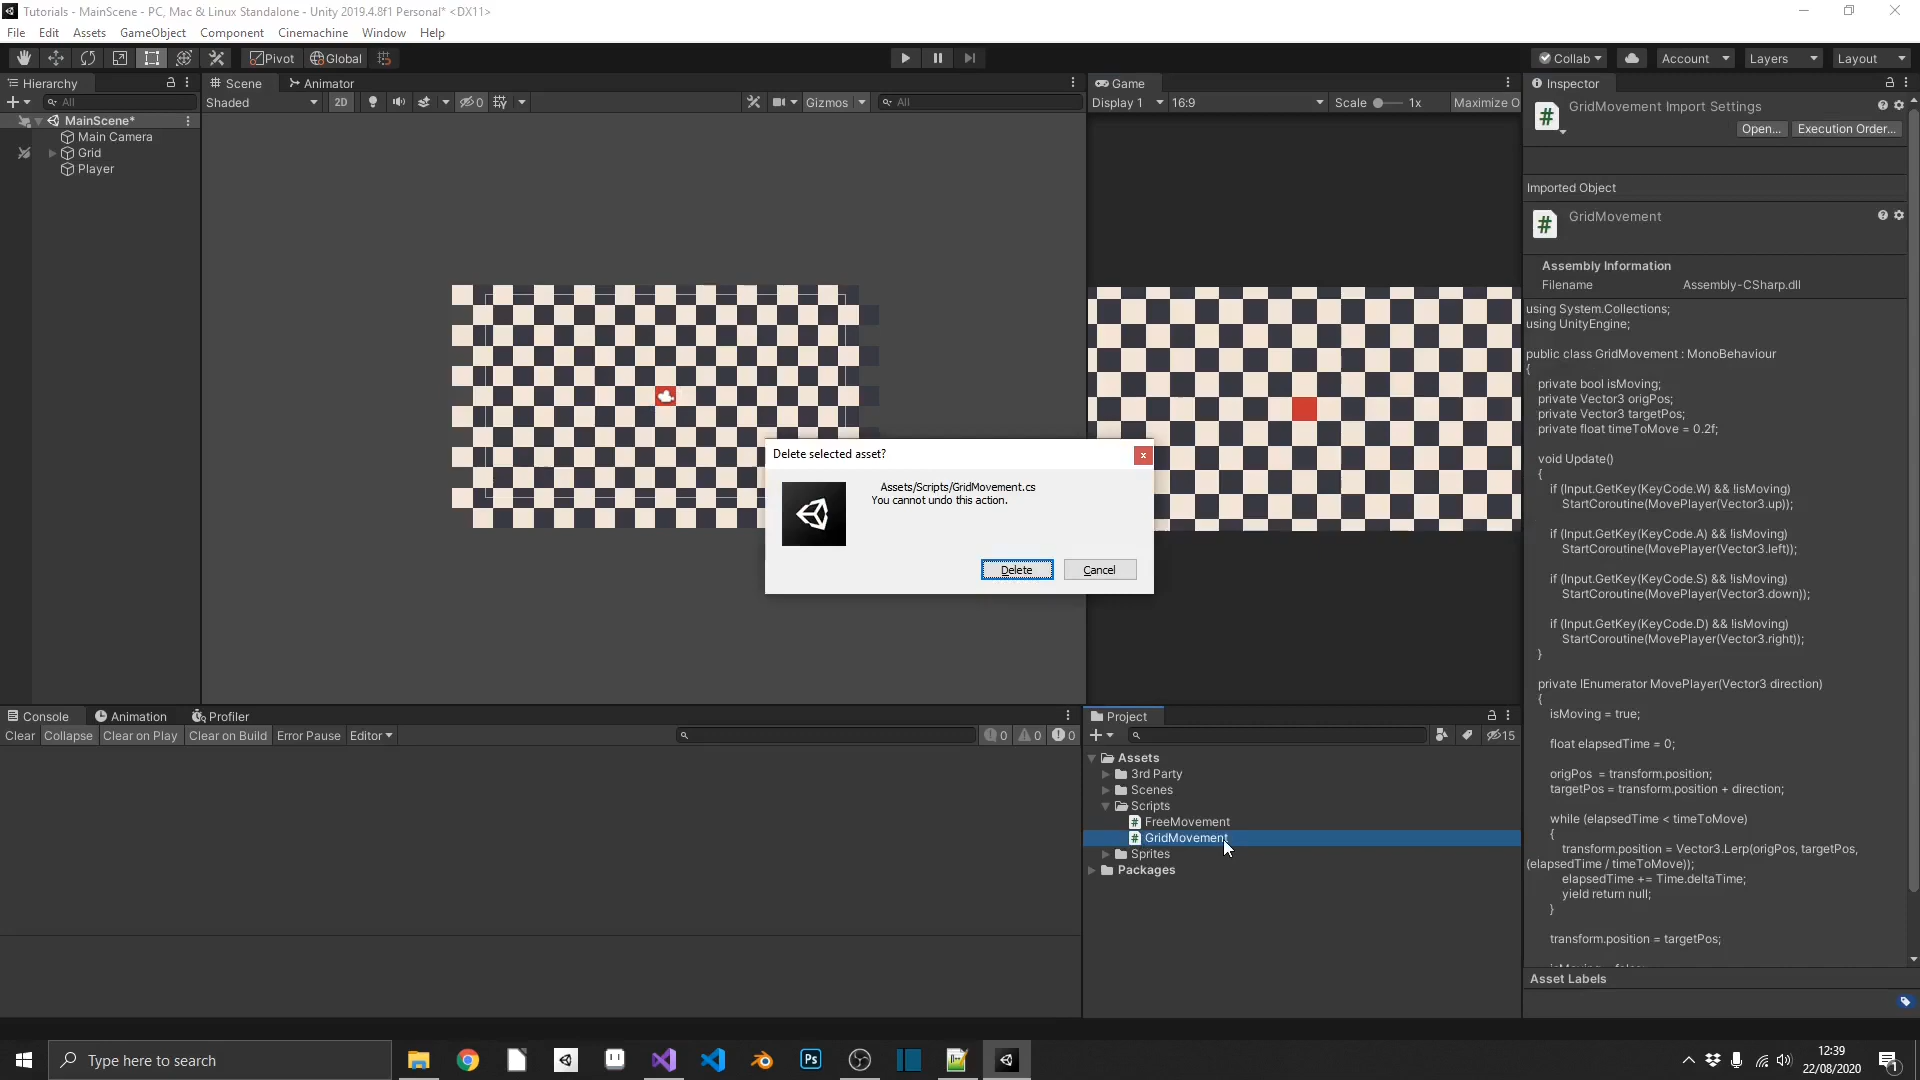 Tutorials - MainScene - PC, Mac & Linux Standalone - Unity 2019.4.8f1 Personal* <DX11>
File Edit Assets GameObject Component Cinemachine Window Help
Pivot Global Collab Account Layers Layout
Hierarchy
All
MainScene*
Main Camera
Grid
Player
Scene Animator
Shaded 2D 0 Gizmos All
Game
Display 1 16:9 Scale 1x Maximize O
Delete selected asset?
Assets/Scripts/GridMovement.cs
You cannot undo this action.
Delete Cancel
Console Animation Profiler
Clear Collapse Clear on Play Clear on Build Error Pause Editor 0 0 0
Project
15
Assets
3rd Party
Scenes
Scripts
FreeMovement
GridMovement
Sprites
Packages
Inspector
GridMovement Import Settings
Open... Execution Order...
Imported Object
GridMovement
Assembly Information
Filename Assembly-CSharp.dll
using System.Collections;
using UnityEngine;
public class GridMovement : MonoBehaviour
{
private bool isMoving;
private Vector3 origPos;
private Vector3 targetPos;
private float timeToMove = 0.2f;
void Update()
{
if (Input.GetKey(KeyCode.W) && !isMoving)
StartCoroutine(MovePlayer(Vector3.up));
if (Input.GetKey(KeyCode.A) && !isMoving)
StartCoroutine(MovePlayer(Vector3.left));
if (Input.GetKey(KeyCode.S) && !isMoving)
StartCoroutine(MovePlayer(Vector3.down));
if (Input.GetKey(KeyCode.D) && !isMoving)
StartCoroutine(MovePlayer(Vector3.right));
}
private IEnumerator MovePlayer(Vector3 direction)
{
isMoving = true;
float elapsedTime = 0;
origPos  = transform.position;
targetPos = transform.position + direction;
while (elapsedTime < timeToMove)
{
transform.position = Vector3.Lerp(origPos, targetPos,
(elapsedTime / timeToMove));
elapsedTime += Time.deltaTime;
yield return null;
}
transform.position = targetPos;
Asset Labels
Type here to search
Ps
12:39
22/08/2020
1